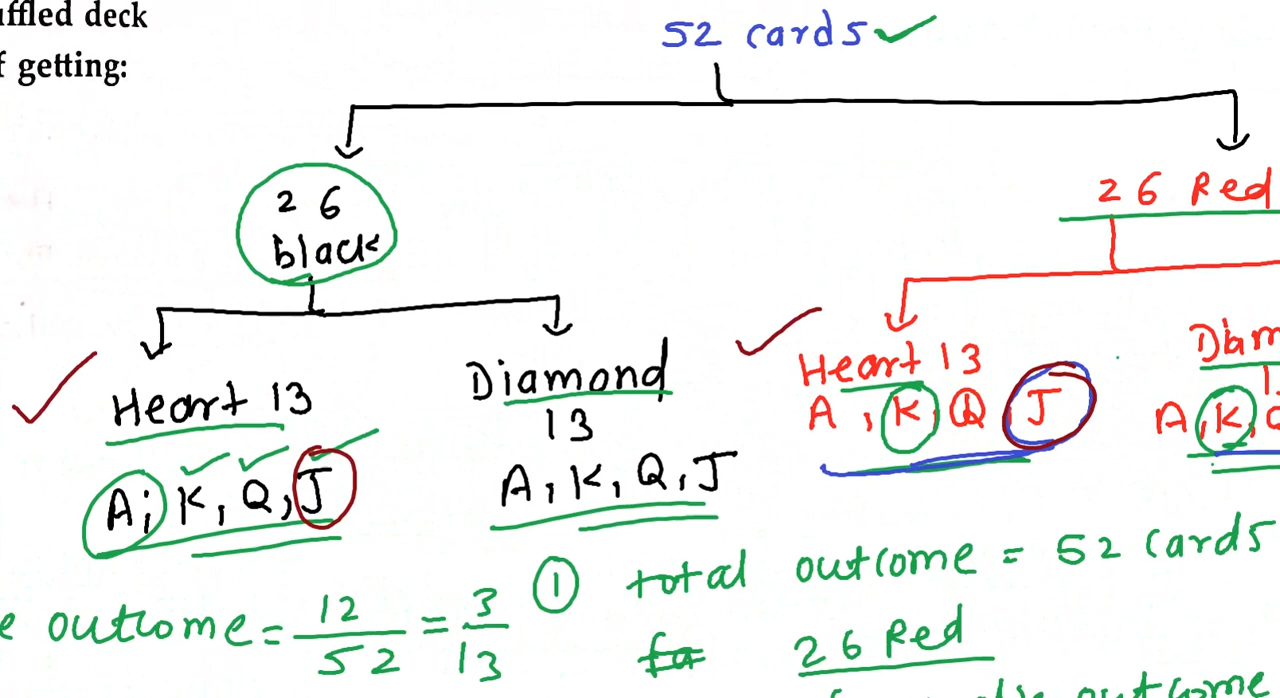 uffled deck
f getting:
52 cards
26
black
26 Red
Heart 13
A, K, Q, J
Diamond
13
A, K, Q, J
Heart 13
A, K, Q, J
A, K,
① total outcome = 52 cards
e outcome = 12/52 = 3/13
26 Red
outcome